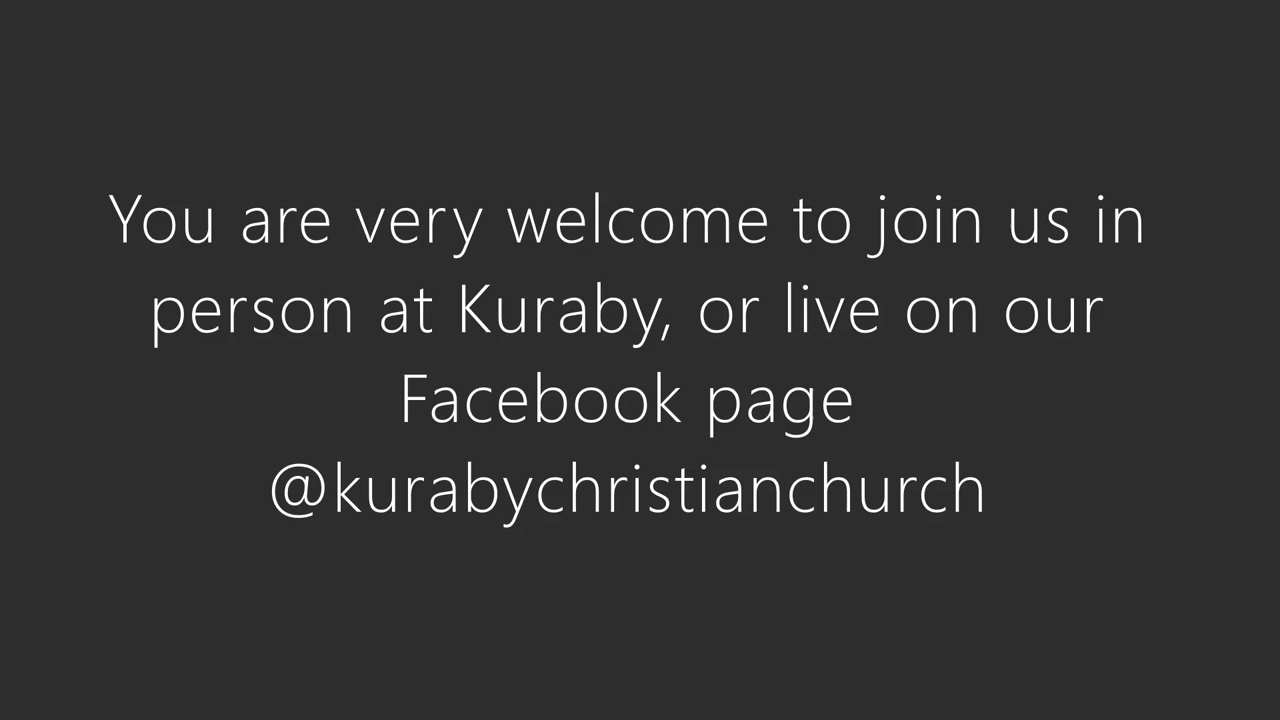 You are very welcome to join us in
person at Kuraby, or live on our
Facebook page
@kurabychristianchurch